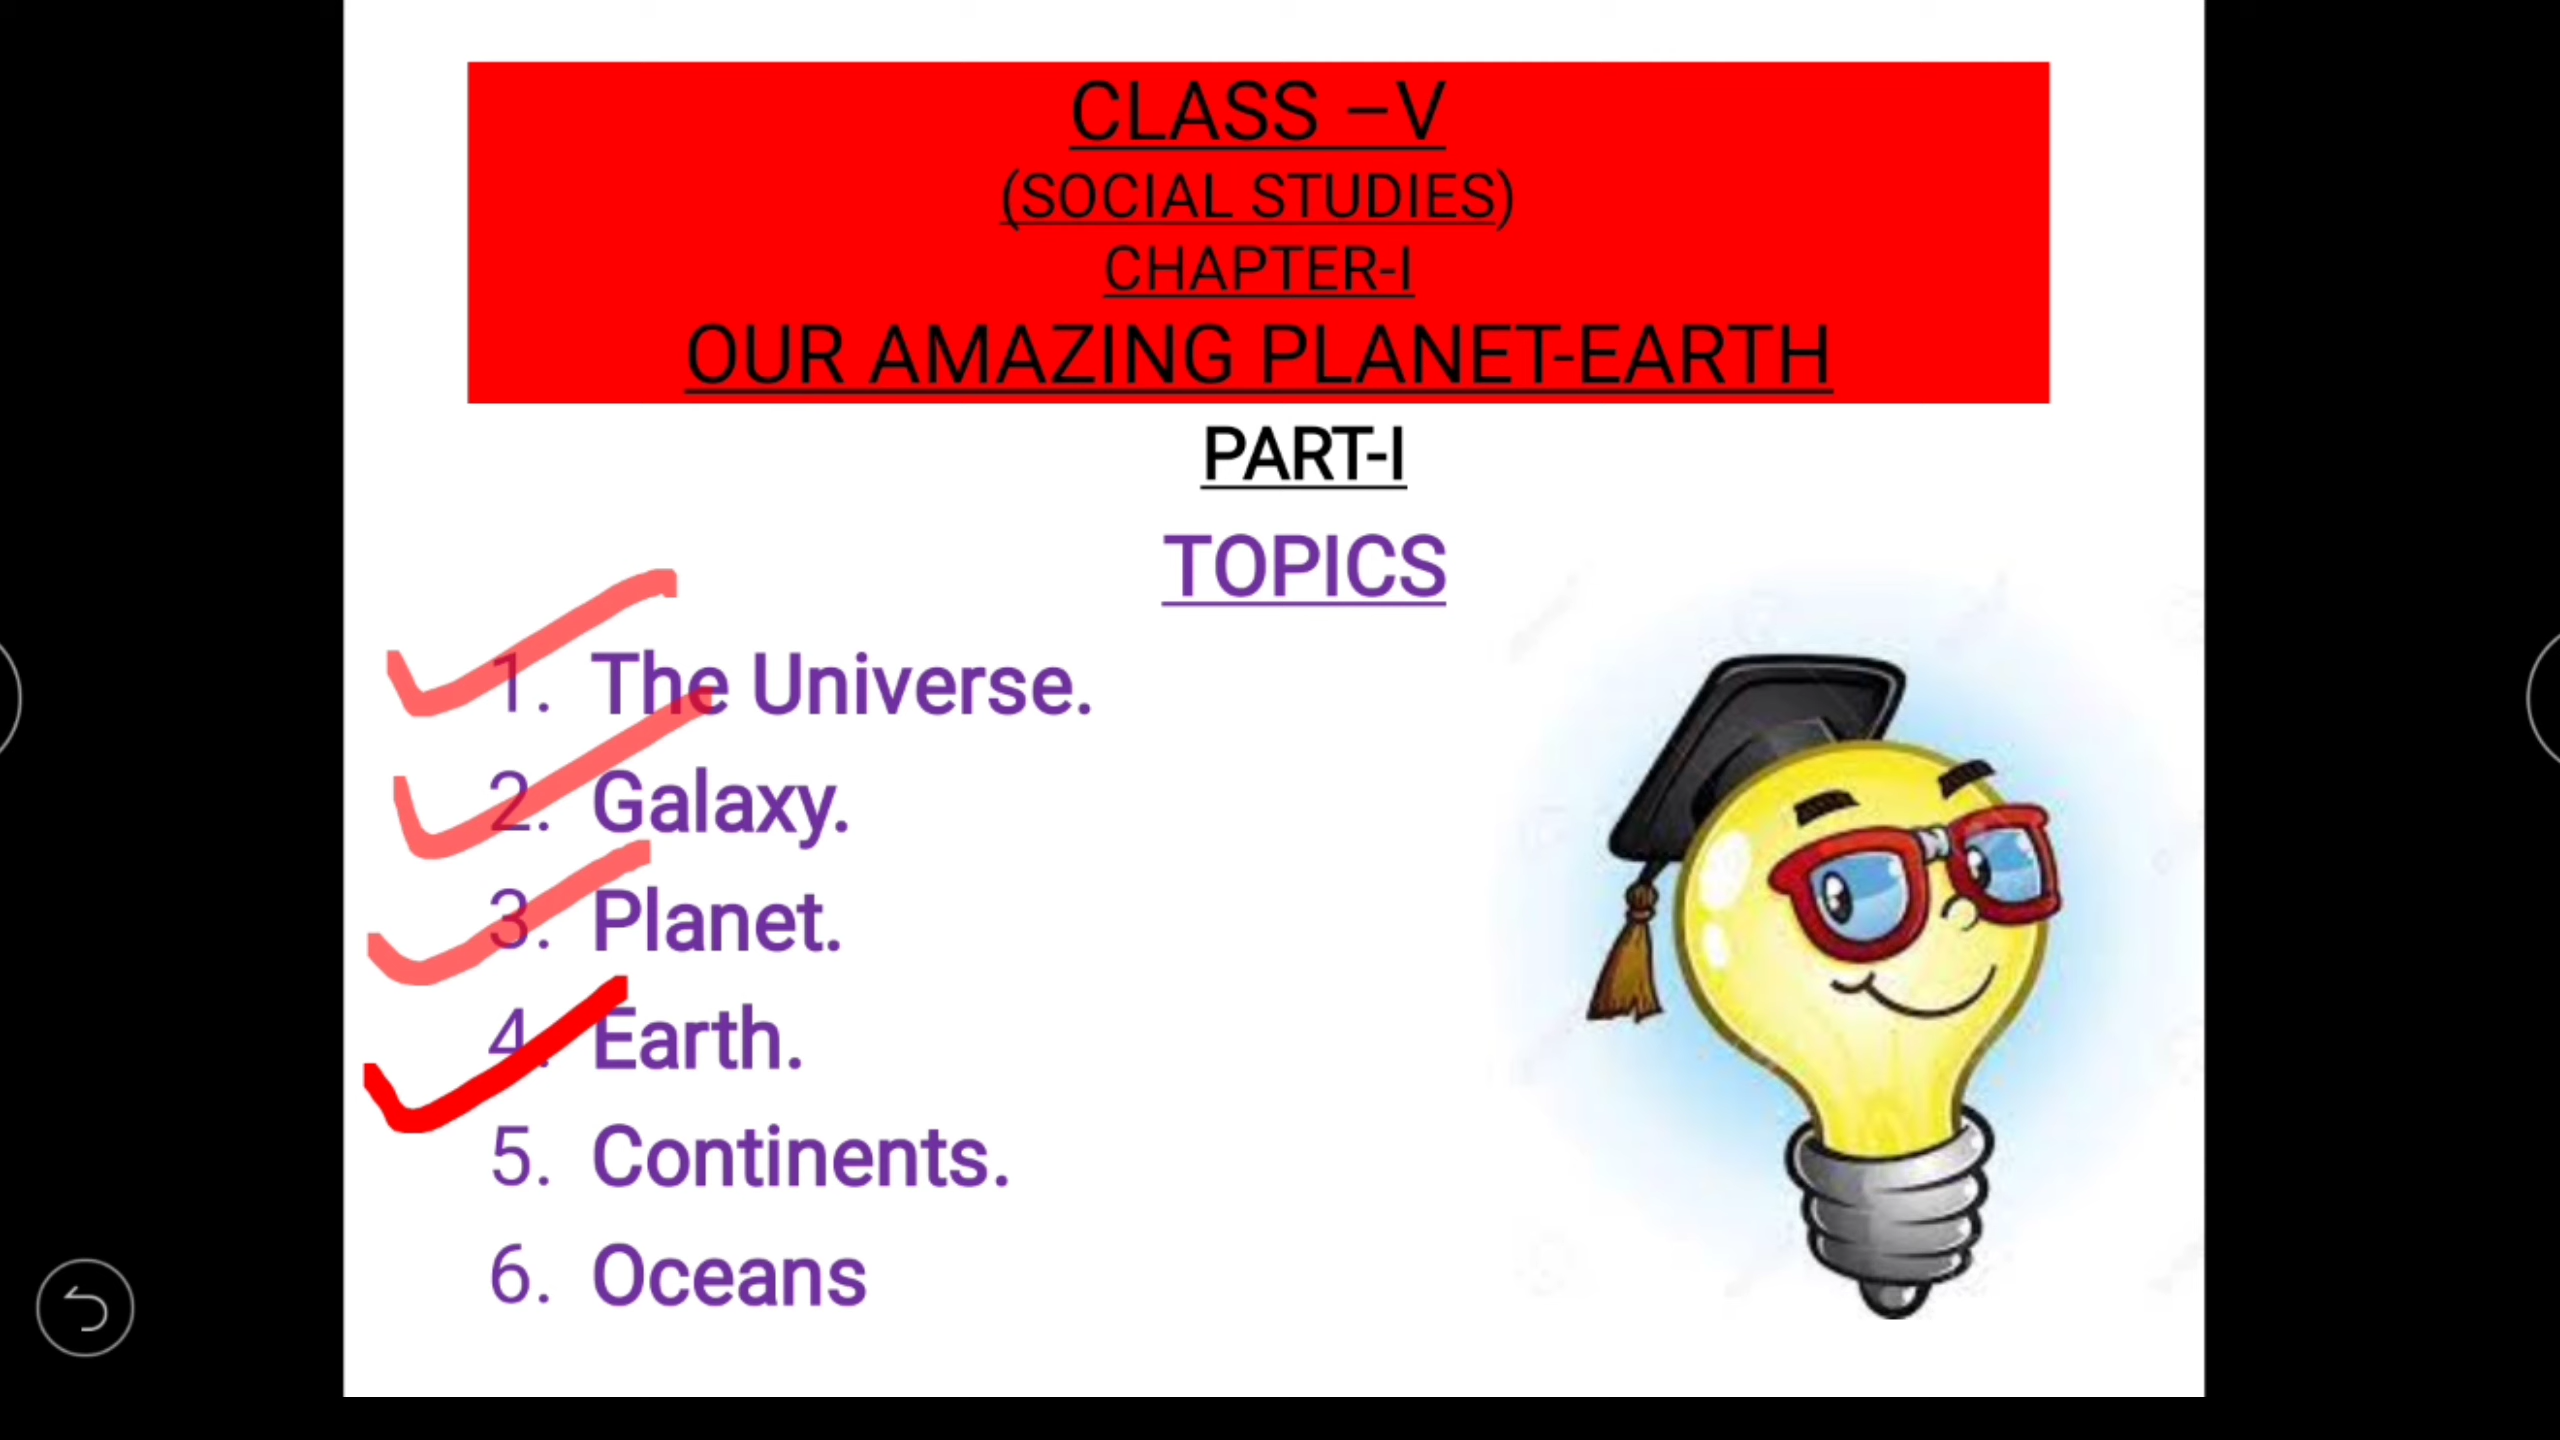 CLASS –V
(SOCIAL STUDIES)
CHAPTER-I
OUR AMAZING PLANET-EARTH
PART-I
TOPICS
1. The Universe.
2. Galaxy.
3. Planet.
4. Earth.
5. Continents.
6. Oceans